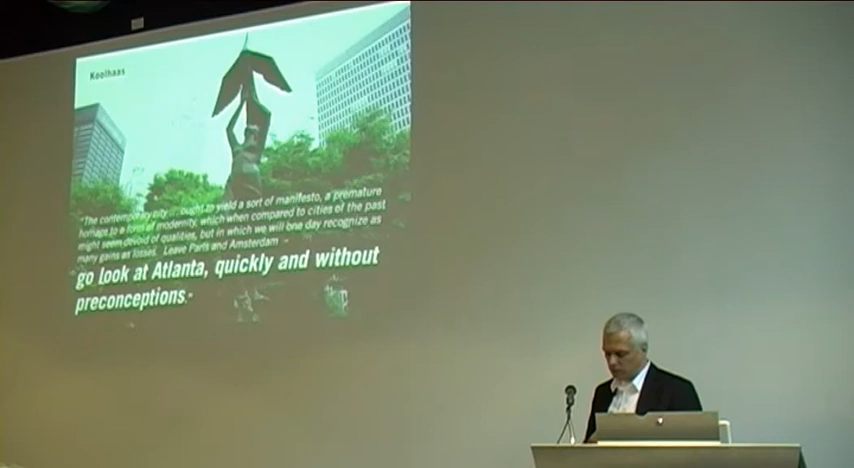 Koolhaas
"The contemporary city ... ought to yield a sort of manifesto, a premature
homage to a form of modernity, which when compared to cities of the past
might seem devoid of qualities, but in which we will one day recognize as
many gains as losses. Leave Paris and Amsterdam -
go look at Atlanta, quickly and without
preconceptions."